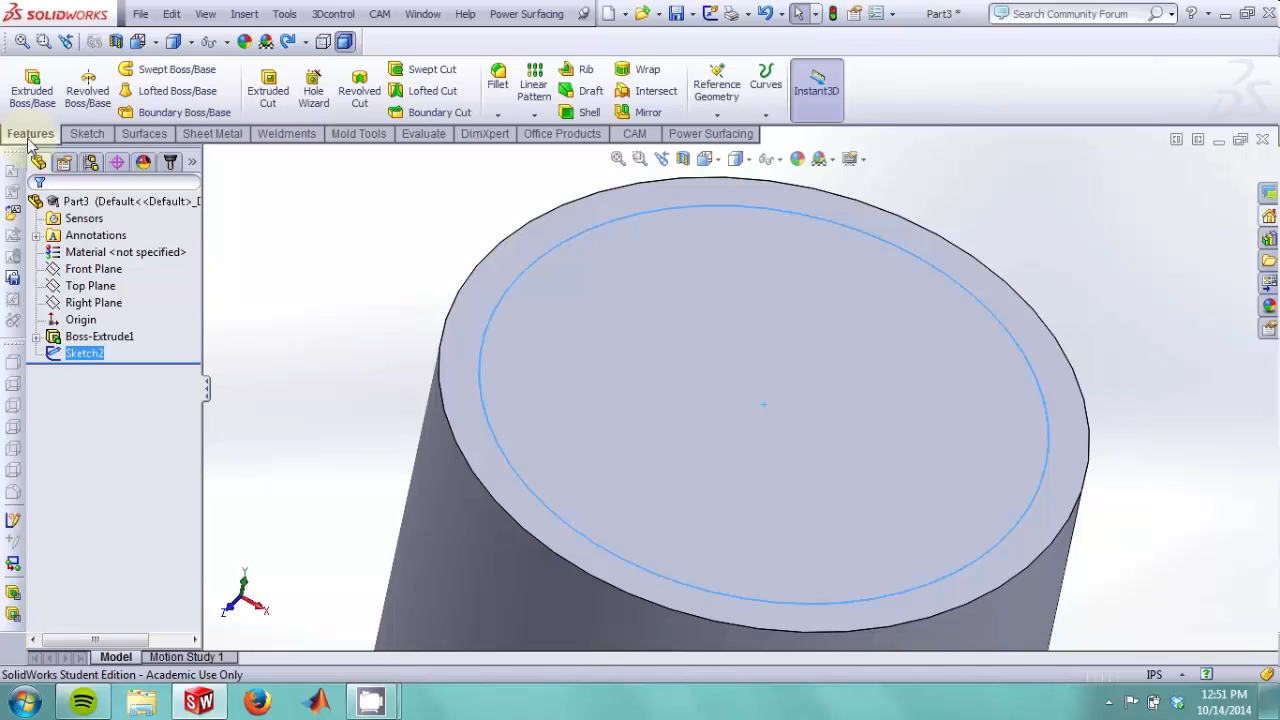 SOLIDWORKS File Edit View Insert Tools 3Dcontrol CAM Window Help Power Surfacing Part3 * Search Community Forum
Extruded Boss/Base
Revolved Boss/Base
Swept Boss/Base
Lofted Boss/Base
Boundary Boss/Base
Extruded Cut
Hole Wizard
Revolved Cut
Swept Cut
Lofted Cut
Boundary Cut
Fillet
Linear Pattern
Rib
Draft
Shell
Wrap
Intersect
Mirror
Reference Geometry
Curves
Instant3D
Features Sketch Surfaces Sheet Metal Weldments Mold Tools Evaluate DimXpert Office Products CAM Power Surfacing
Part3 (Default<<Default>_D
Sensors
Annotations
Material <not specified>
Front Plane
Top Plane
Right Plane
Origin
Boss-Extrude1
Sketch2
Y
Z X
Model Motion Study 1
SolidWorks Student Edition - Academic Use Only IPS
12:51 PM
10/14/2014